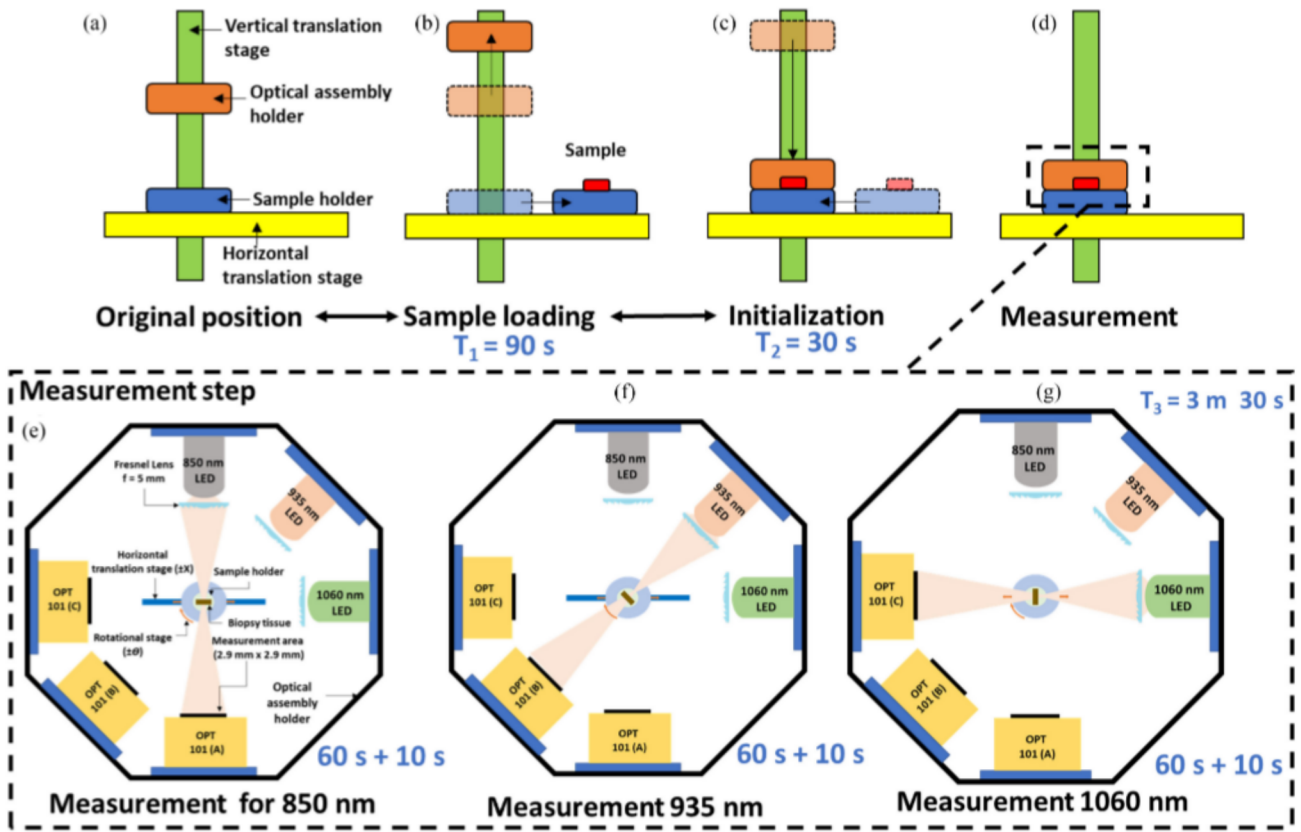 (a)
Vertical translation
stage
Optical assembly
holder
Sample holder
Horizontal
translation stage
(b)
Sample
(c)
(d)
Original position
Sample loading
T1 = 90 s
Initialization
T2 = 30 s
Measurement
Measurement step
T3 = 3 m 30 s
(e)
850 nm
LED
Fresnel Lens
f = 5 mm
935 nm
LED
Horizontal
translation stage (±X)
Sample holder
OPT
101 (C)
1060 nm
LED
Rotational stage
(±Θ)
Biopsy tissue
Measurement area
(2.9 mm x 2.9 mm)
OPT
101 (B)
Optical
assembly
holder
OPT
101 (A)
60 s + 10 s
Measurement for 850 nm
(f)
850 nm
LED
935 nm
LED
OPT
101 (C)
1060 nm
LED
OPT
101 (B)
OPT
101 (A)
60 s + 10 s
Measurement 935 nm
(g)
850 nm
LED
935 nm
LED
OPT
101 (C)
1060 nm
LED
OPT
101 (B)
OPT
101 (A)
60 s + 10 s
Measurement 1060 nm